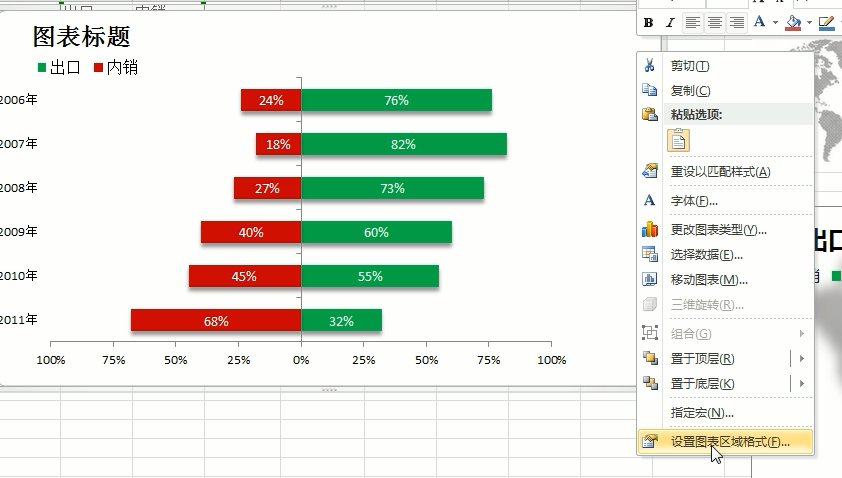 出口 内销
图表标题
出口 内销
2006年 24% 76%
2007年 18% 82%
2008年 27% 73%
2009年 40% 60%
2010年 45% 55%
2011年 68% 32%
100% 75% 50% 25% 0% 25% 50% 75% 100%
B I A A
剪切(T)
复制(C)
粘贴选项:
重设以匹配样式(A)
A 字体(F)...
更改图表类型(Y)...
选择数据(E)...
移动图表(M)...
三维旋转(R)...
组合(G)
置于顶层(R)
置于底层(K)
指定宏(N)...
设置图表区域格式(F)...
出口
销